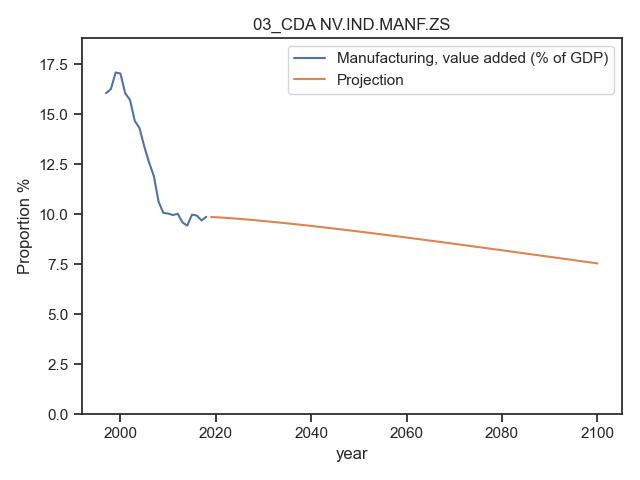 03_CDA NV.IND.MANF.ZS
Manufacturing, value added (% of GDP)
Projection
Proportion %
17.5
15.0
12.5
10.0
7.5
5.0
2.5
0.0
2000 2020 2040 2060 2080 2100
year